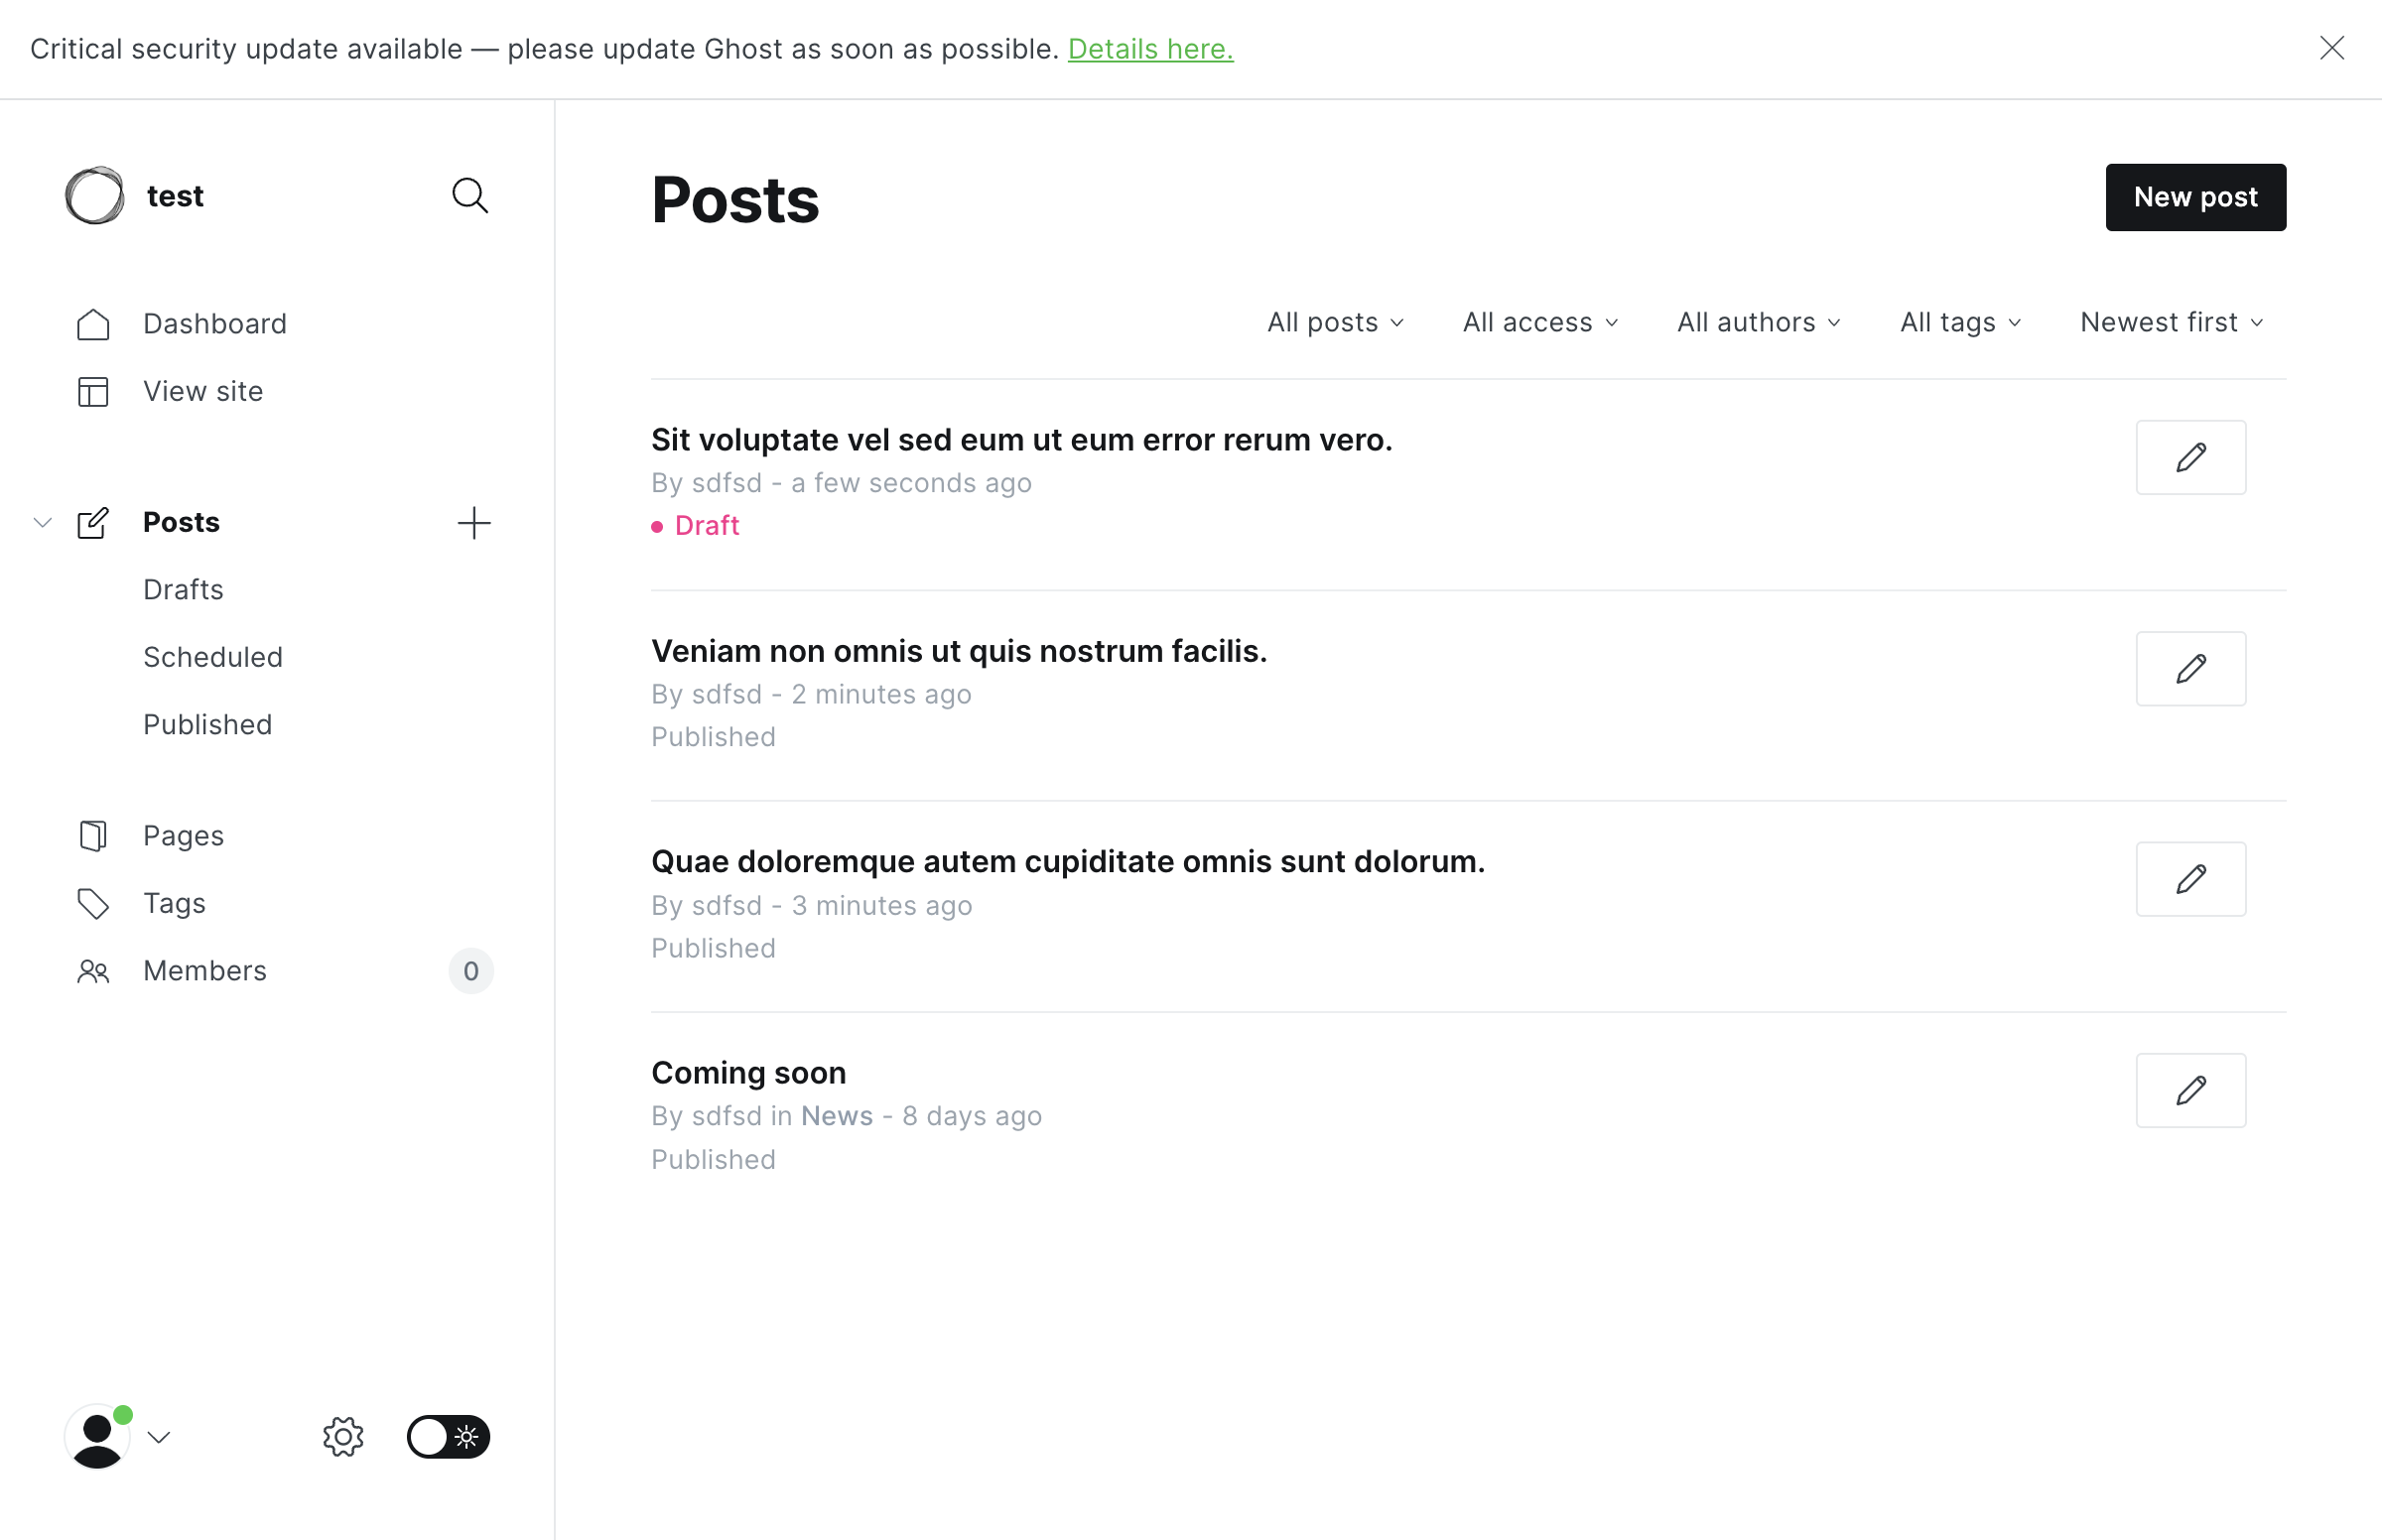 Critical security update available — please update Ghost as soon as possible. Details here.
test
Dashboard
View site
Posts
Drafts
Scheduled
Published
Pages
Tags
Members 0
Posts
New post
All posts All access All authors All tags Newest first
Sit voluptate vel sed eum ut eum error rerum vero.
By sdfsd - a few seconds ago
Draft
Veniam non omnis ut quis nostrum facilis.
By sdfsd - 2 minutes ago
Published
Quae doloremque autem cupiditate omnis sunt dolorum.
By sdfsd - 3 minutes ago
Published
Coming soon
By sdfsd in News - 8 days ago
Published